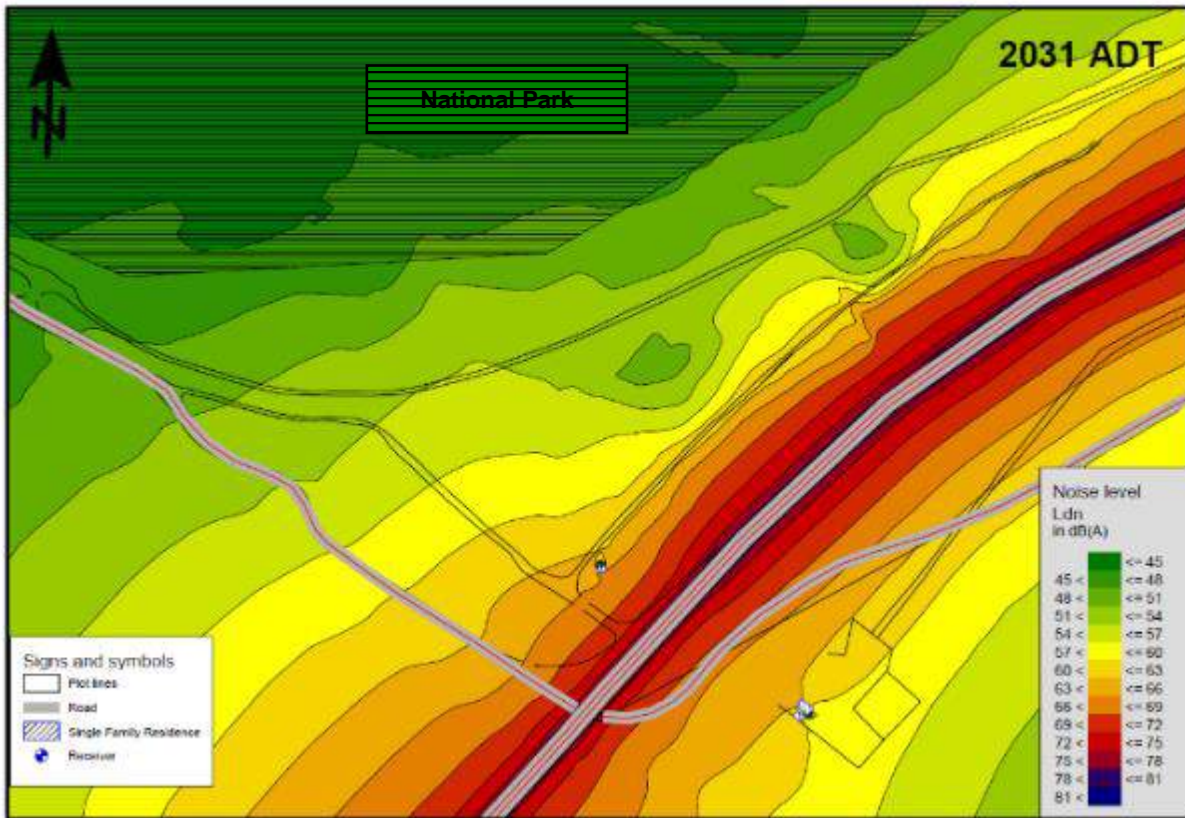 2031 ADT
National Park
N
Noise level
Ldn
in dB(A)
<= 45
45 < <= 48
48 < <= 51
51 < <= 54
54 < <= 57
57 < <= 60
60 < <= 63
63 < <= 66
66 < <= 69
69 < <= 72
72 < <= 75
75 < <= 78
78 < <= 81
81 <
Signs and symbols
Plot lines
Road
Single Family Residence
Receiver